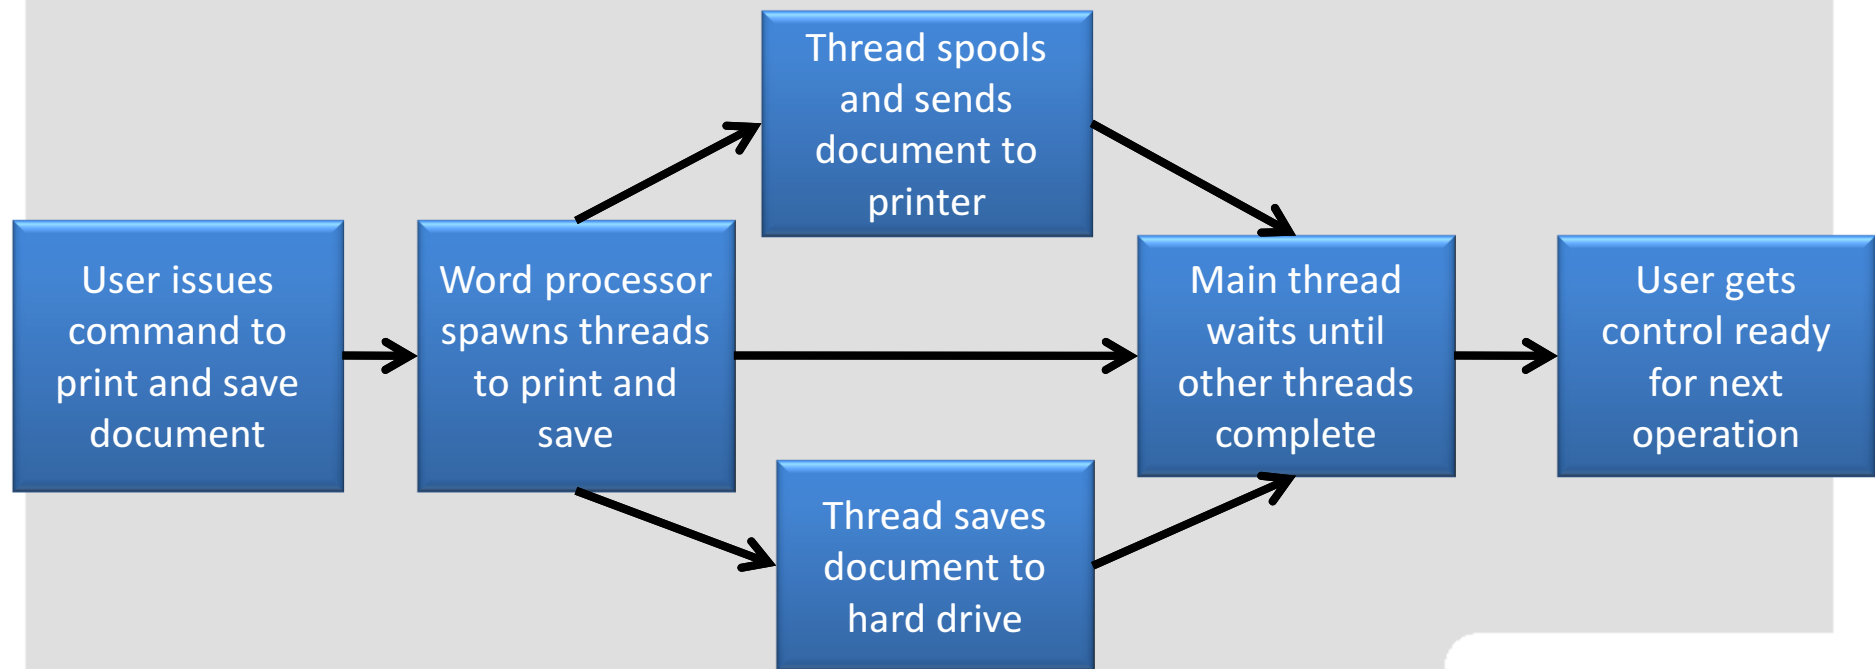 User issues
command to
print and save
document
Word processor
spawns threads
to print and
save
Thread spools
and sends
document to
printer
Thread saves
document to
hard drive
Main thread
waits until
other threads
complete
User gets
control ready
for next
operation